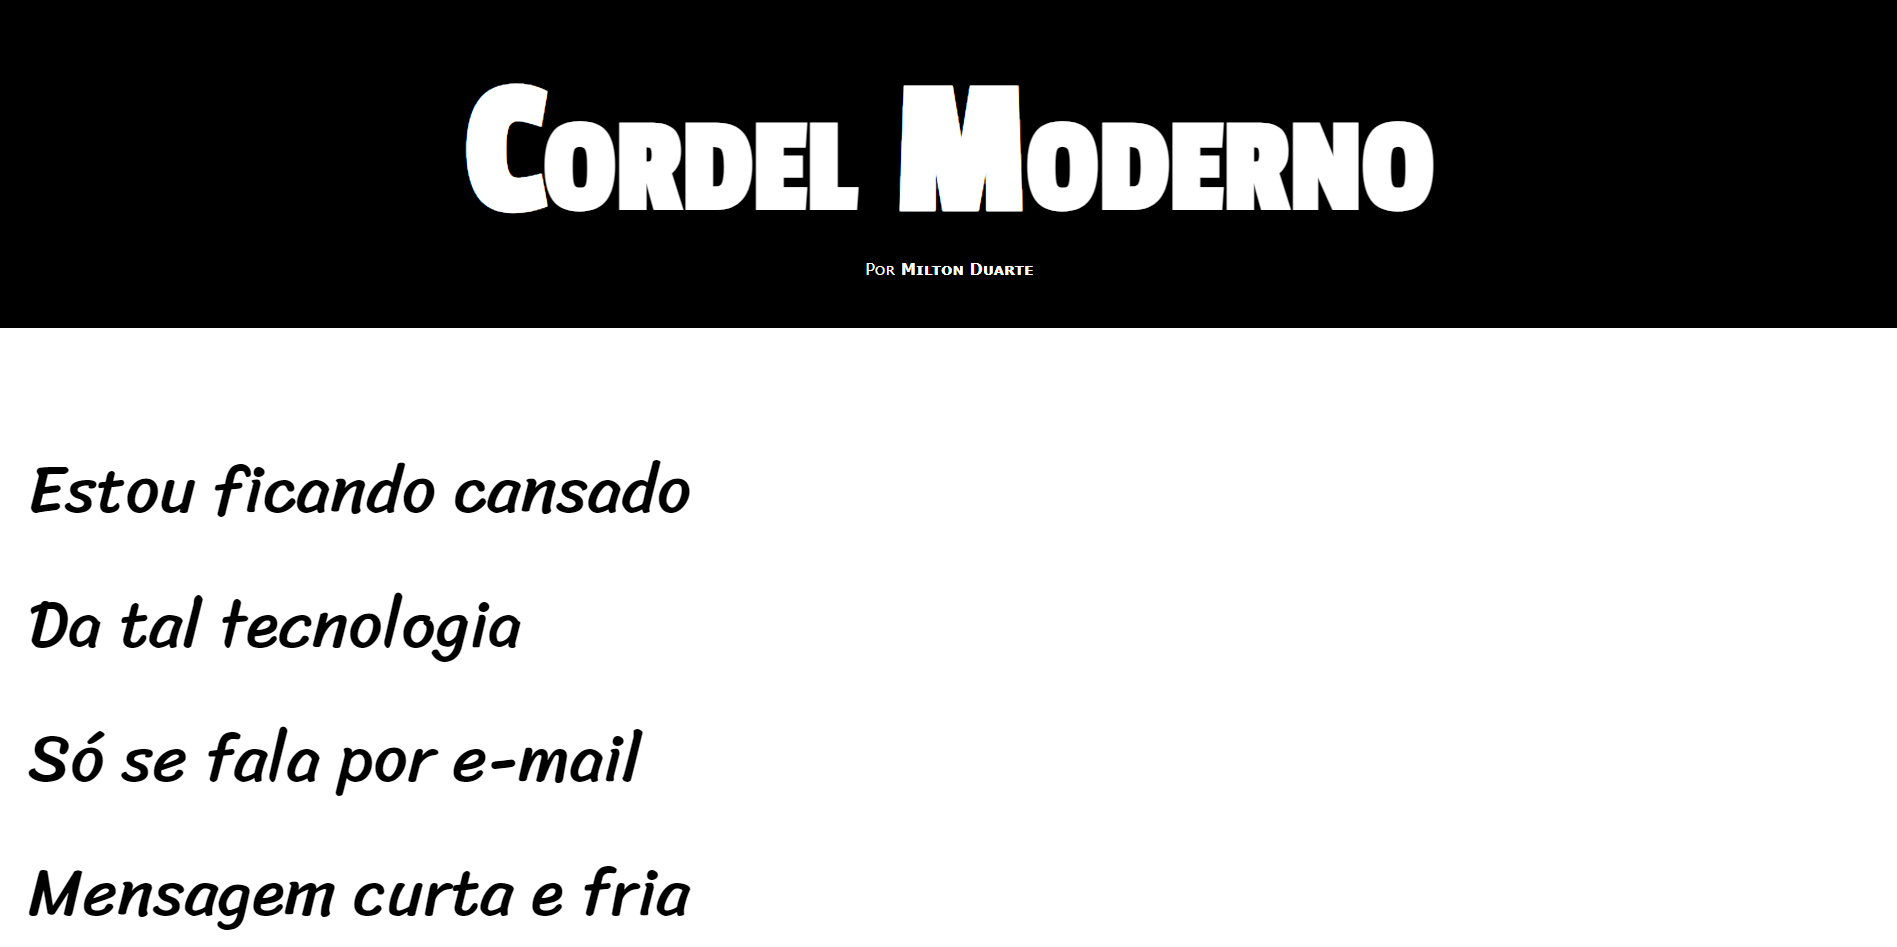 Cordel Moderno
Por Milton Duarte
Estou ficando cansado
Da tal tecnologia
Só se fala por e-mail
Mensagem curta e fria